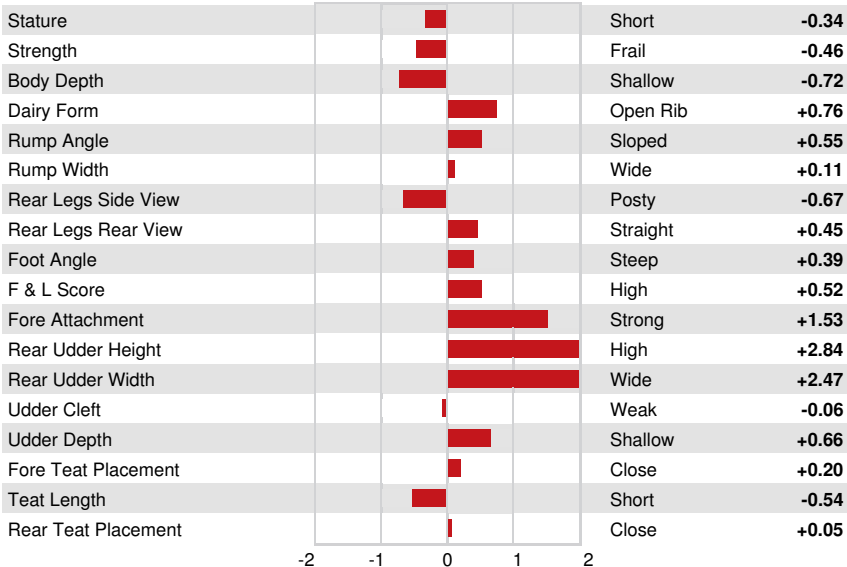 Stature Short -0.34
Strength Frail -0.46
Body Depth Shallow -0.72
Dairy Form Open Rib +0.76
Rump Angle Sloped +0.55
Rump Width Wide +0.11
Rear Legs Side View Posty -0.67
Rear Legs Rear View Straight +0.45
Foot Angle Steep +0.39
F & L Score High +0.52
Fore Attachment Strong +1.53
Rear Udder Height High +2.84
Rear Udder Width Wide +2.47
Udder Cleft Weak -0.06
Udder Depth Shallow +0.66
Fore Teat Placement Close +0.20
Teat Length Short -0.54
Rear Teat Placement Close +0.05
-2 -1 0 1 2